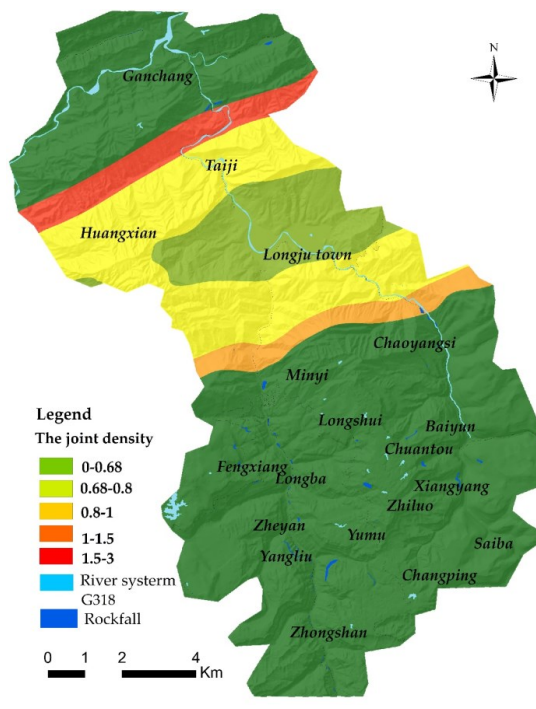 N
Ganchang
Taiji
Huangxian
Longju town
Chaoyangsi
Minyi
Longshui
Baiyun
Chuantou
Fengxiang
Longba
Xiangyang
Zhiluo
Zheyan
Yumu
Saiba
Yangliu
Changping
Zhongshan
Legend
The joint density
0-0.68
0.68-0.8
0.8-1
1-1.5
1.5-3
River systerm
G318
Rockfall
0 1 2 4
Km